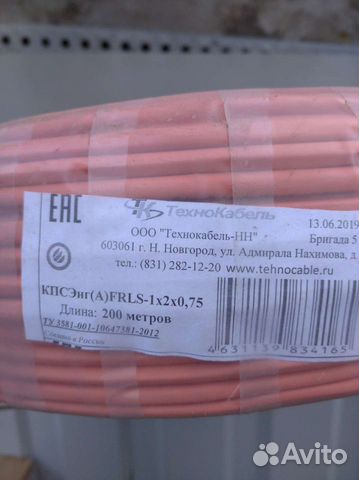 ЕАС
ТК ТехноКабель
13.06.2019
ООО "Технокабель-НН"
Бригада 5
603061 г. Н. Новгород, ул. Адмирала Нахимова, д.
тел.: (831) 282-12-20 www.tehnocable.ru
КПСЭнг(А)FRLS-1x2x0,75
Длина: 200 метров
ТУ 3581-001-10647381-2012
Сделано в России
4631139834165
Avito